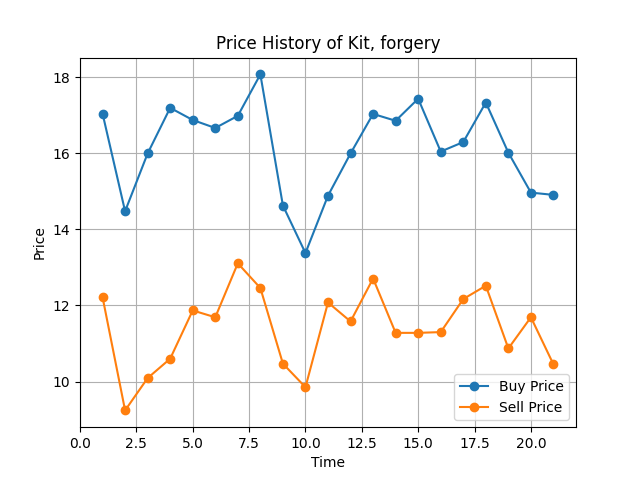 Price History of Kit, forgery
18
16
14
12
10
Price
0.0 2.5 5.0 7.5 10.0 12.5 15.0 17.5 20.0
Time
Buy Price
Sell Price